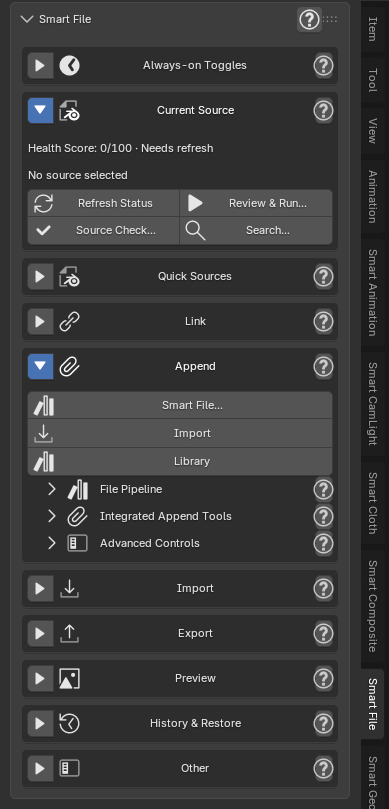 Smart File
Always-on Toggles
Current Source
Health Score: 0/100 · Needs refresh
No source selected
Refresh Status
Review & Run...
Source Check...
Search...
Quick Sources
Link
Append
Smart File...
Import
Library
File Pipeline
Integrated Append Tools
Advanced Controls
Import
Export
Preview
History & Restore
Other
Item
Tool
View
Animation
Smart Animation
Smart CamLight
Smart Cloth
Smart Composite
Smart File
Smart Geo